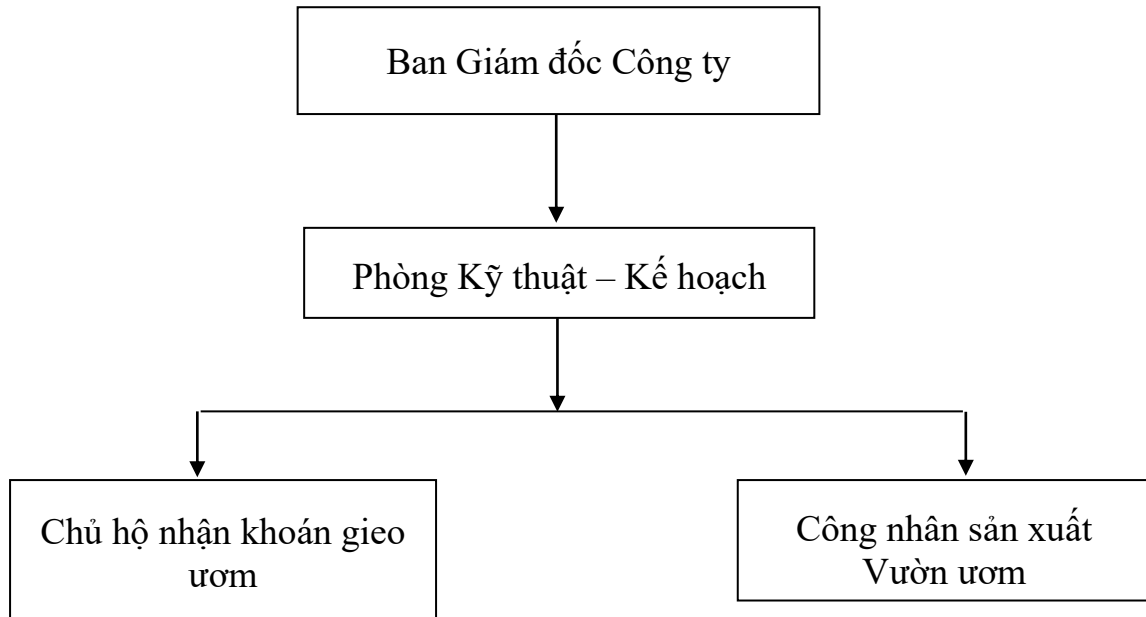 Ban Giám đốc Công ty
Phòng Kỹ thuật – Kế hoạch
Chủ hộ nhận khoán gieo
ươm
Công nhân sản xuất
Vườn ươm